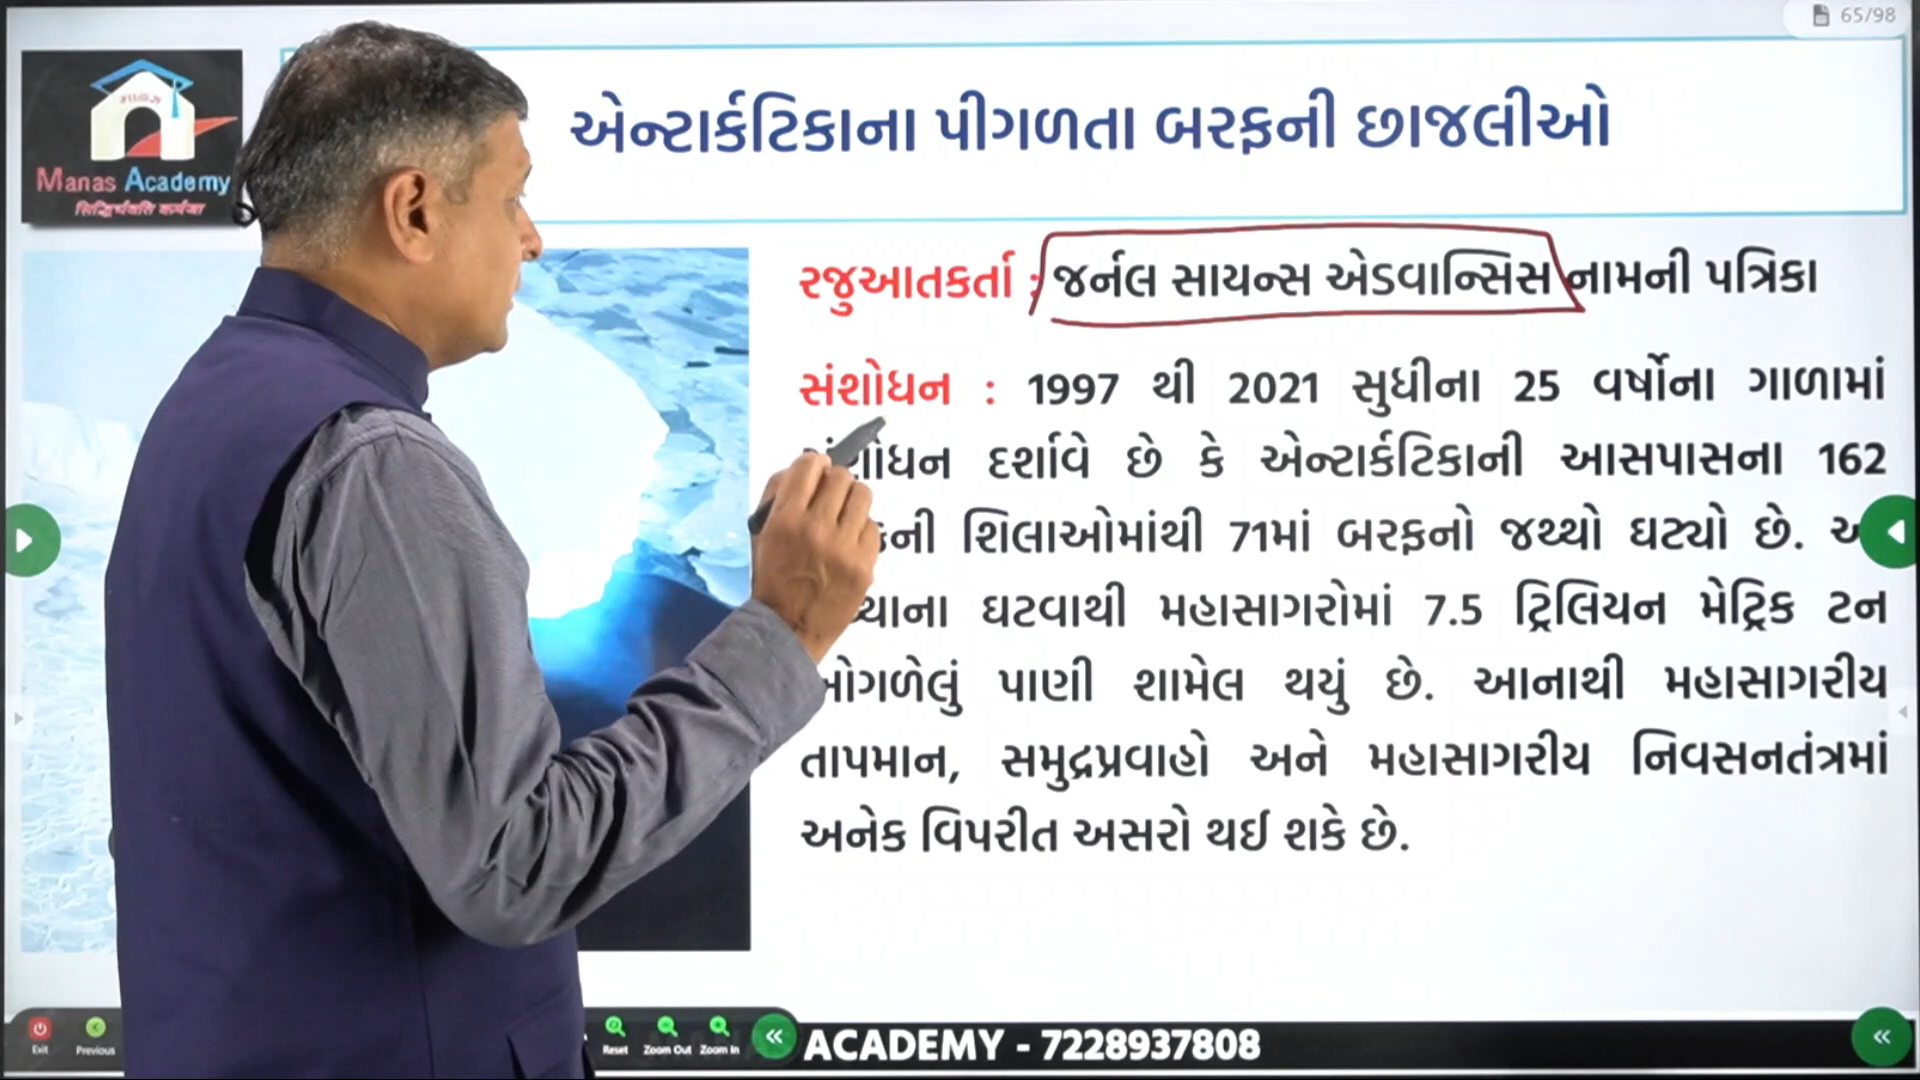 65/98
Manas Academy
એન્ટાર્કટિકાના પીગળતા બરફની છાજલીઓ
રજુઆતકર્તા : જર્નલ સાયન્સ એડવાન્સિસ નામની પત્રિકા
સંશોધન : 1997 થી 2021 સુધીના 25 વર્ષોના ગાળામાં
દર્શાવે છે કે એન્ટાર્કટિકાની આસપાસના 162
શિલાઓમાંથી 71માં બરફનો જથ્થો ઘટ્યો છે.
ઘટવાથી મહાસાગરોમાં 7.5 ટ્રિલિયન મેટ્રિક ટન
પાણી શામેલ થયું છે. આનાથી મહાસાગરીય
તાપમાન, સમુદ્રપ્રવાહો અને મહાસાગરીય નિવસનતંત્રમાં
અનેક વિપરીત અસરો થઈ શકે છે.
Exit Previous Reset Zoom Out Zoom In
ACADEMY - 7228937808